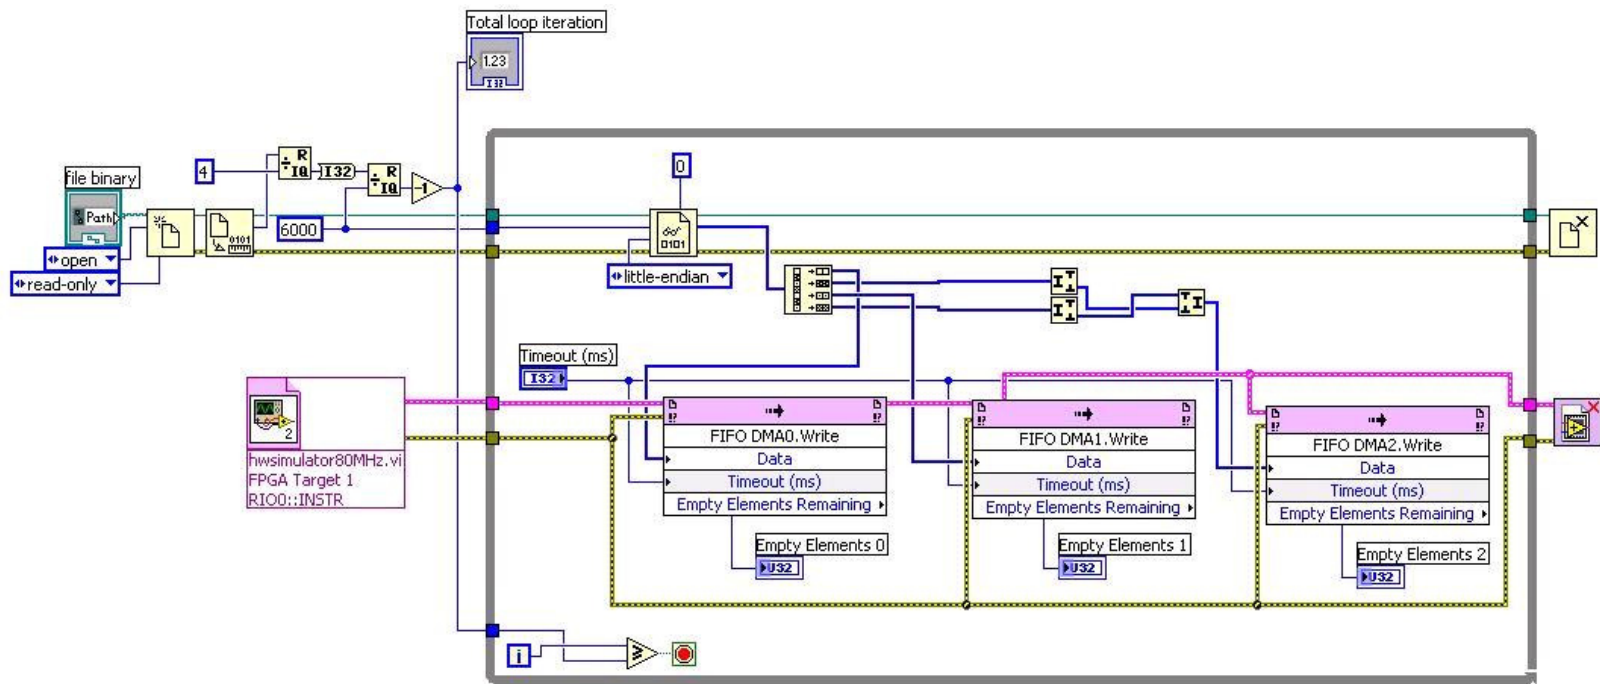 Total loop iteration
1.23
I32
file binary
Path
4
R
IQ
I32
R
IQ
-1
6000
0
open
read-only
0101
0101
little-endian
Timeout (ms)
I32
2
hwsimulator80MHz.vi
FPGA Target 1
RIO0::INSTR
FIFO DMA0.Write
Data
Timeout (ms)
Empty Elements Remaining
Empty Elements 0
U32
FIFO DMA1.Write
Data
Timeout (ms)
Empty Elements Remaining
Empty Elements 1
U32
FIFO DMA2.Write
Data
Timeout (ms)
Empty Elements Remaining
Empty Elements 2
U32
i